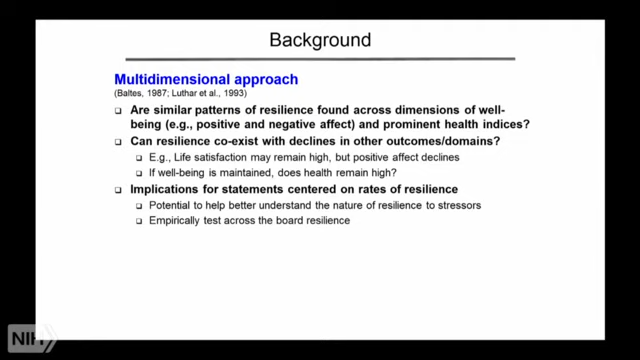 Background
Multidimensional approach
(Baltes, 1987; Luthar et al., 1993)
Are similar patterns of resilience found across dimensions of well-
being (e.g., positive and negative affect) and prominent health indices?
Can resilience co-exist with declines in other outcomes/domains?
E.g., Life satisfaction may remain high, but positive affect declines
If well-being is maintained, does health remain high?
Implications for statements centered on rates of resilience
Potential to help better understand the nature of resilience to stressors
Empirically test across the board resilience
NIH